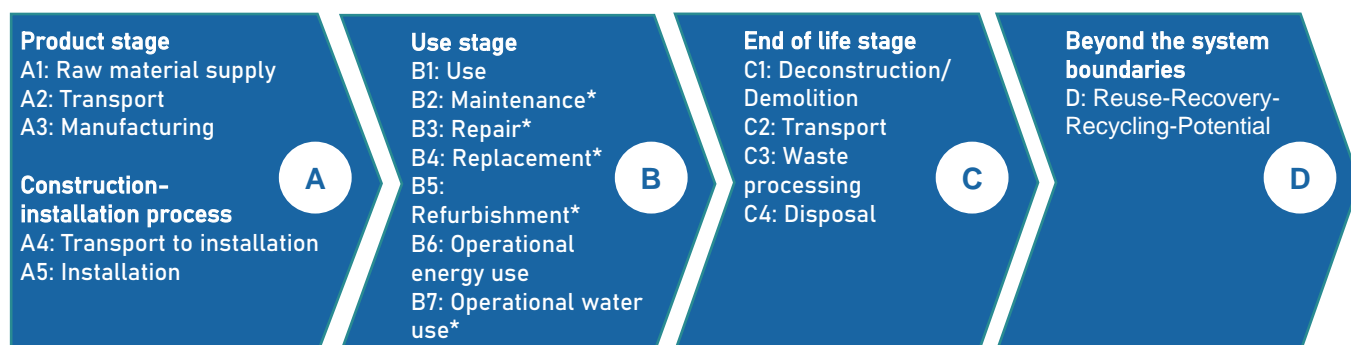 Product stage
A1: Raw material supply
A2: Transport
A3: Manufacturing
Construction-
installation process
A4: Transport to installation
A5: Installation
A
Use stage
B1: Use
B2: Maintenance*
B3: Repair*
B4: Replacement*
B5:
Refurbishment*
B6: Operational
energy use
B7: Operational water
use*
B
End of life stage
C1: Deconstruction/
Demolition
C2: Transport
C3: Waste
processing
C4: Disposal
C
Beyond the system
boundaries
D: Reuse-Recovery-
Recycling-Potential
D